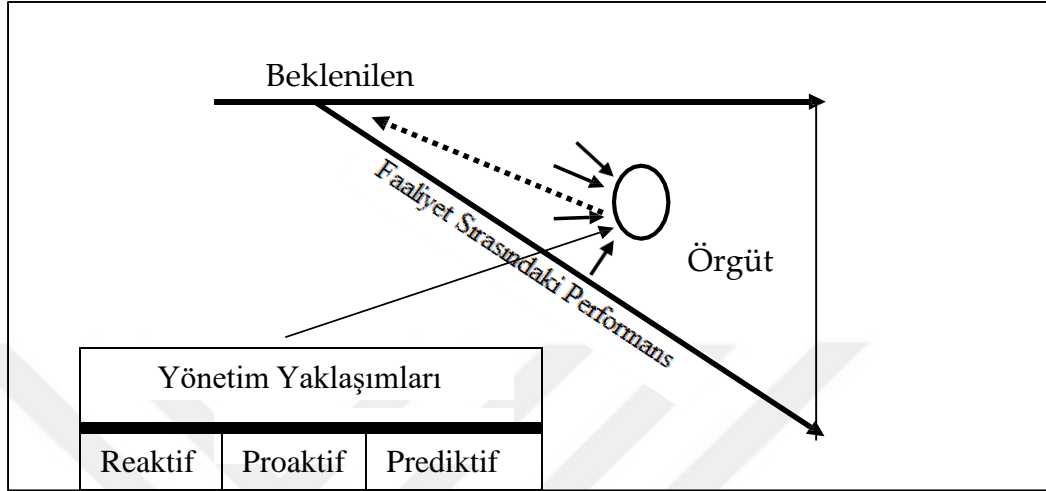 Beklenilen
Faaliyet Sırasındaki Performans
Örgüt
Yönetim Yaklaşımları
Reaktif Proaktif Prediktif